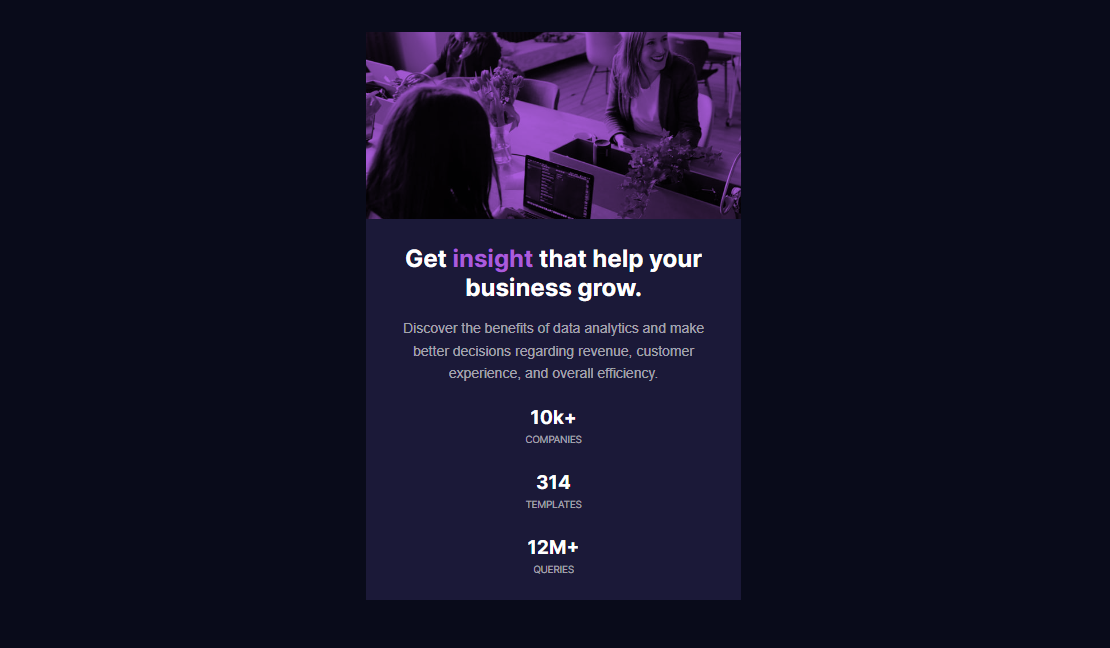 Get insight that help your
business grow.
Discover the benefits of data analytics and make
better decisions regarding revenue, customer
experience, and overall efficiency.
10k+
COMPANIES
314
TEMPLATES
12M+
QUERIES